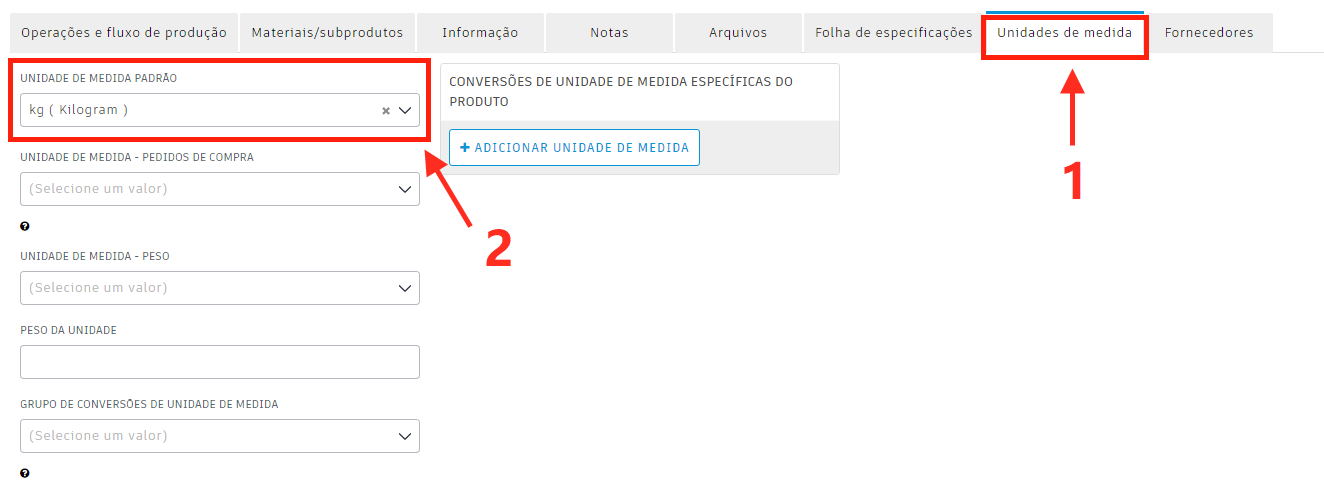 Operações e fluxo de produção
Materiais/subprodutos
Informação
Notas
Arquivos
Folha de especificações
Unidades de medida
Fornecedores
UNIDADE DE MEDIDA PADRÃO
kg ( Kilogram )
UNIDADE DE MEDIDA - PEDIDOS DE COMPRA
(Selecione um valor)
UNIDADE DE MEDIDA - PESO
(Selecione um valor)
PESO DA UNIDADE
GRUPO DE CONVERSÕES DE UNIDADE DE MEDIDA
(Selecione um valor)
CONVERSÕES DE UNIDADE DE MEDIDA ESPECÍFICAS DO
PRODUTO
+ ADICIONAR UNIDADE DE MEDIDA
1
2